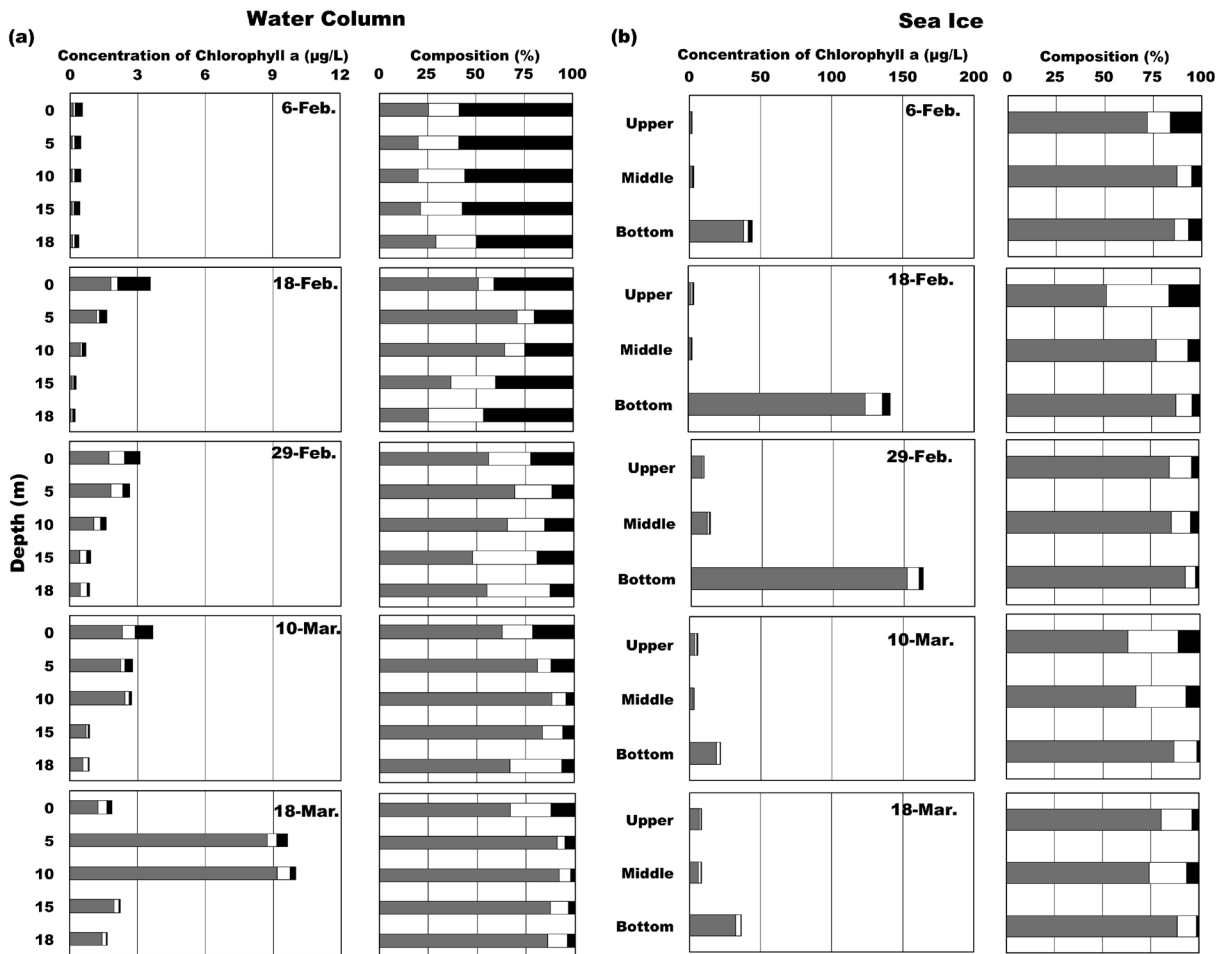 Water Column
Sea Ice
(a)
Concentration of Chlorophyll a (µg/L)
0 3 6 9 12
Composition (%)
0 25 50 75 100
(b)
Concentration of Chlorophyll a (µg/L)
0 50 100 150 200
Composition (%)
0 25 50 75 100
Depth (m)
6-Feb.
0
5
10
15
18
18-Feb.
0
5
10
15
18
29-Feb.
0
5
10
15
18
10-Mar.
0
5
10
15
18
18-Mar.
0
5
10
15
18
6-Feb.
Upper
Middle
Bottom
18-Feb.
Upper
Middle
Bottom
29-Feb.
Upper
Middle
Bottom
10-Mar.
Upper
Middle
Bottom
18-Mar.
Upper
Middle
Bottom